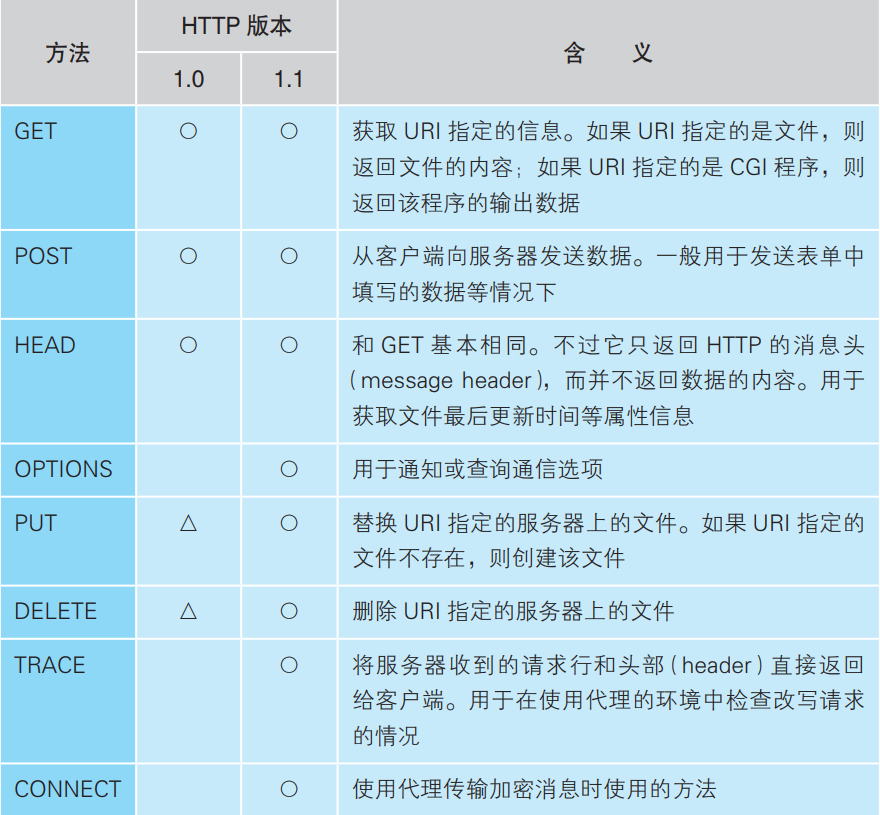 方法
HTTP 版本
含 义
1.0
1.1
GET
○
○
获取 URI 指定的信息。如果 URI 指定的是文件，则
返回文件的内容；如果 URI 指定的是 CGI 程序，则
返回该程序的输出数据
POST
○
○
从客户端向服务器发送数据。一般用于发送表单中
填写的数据等情况下
HEAD
○
○
和 GET 基本相同。不过它只返回 HTTP 的消息头
（message header），而并不返回数据的内容。用于
获取文件最后更新时间等属性信息
OPTIONS
○
用于通知或查询通信选项
PUT
△
○
替换 URI 指定的服务器上的文件。如果 URI 指定的
文件不存在，则创建该文件
DELETE
△
○
删除 URI 指定的服务器上的文件
TRACE
○
将服务器收到的请求行和头部（header）直接返回
给客户端。用于在使用代理的环境中检查改写请求
的情况
CONNECT
○
使用代理传输加密消息时使用的方法